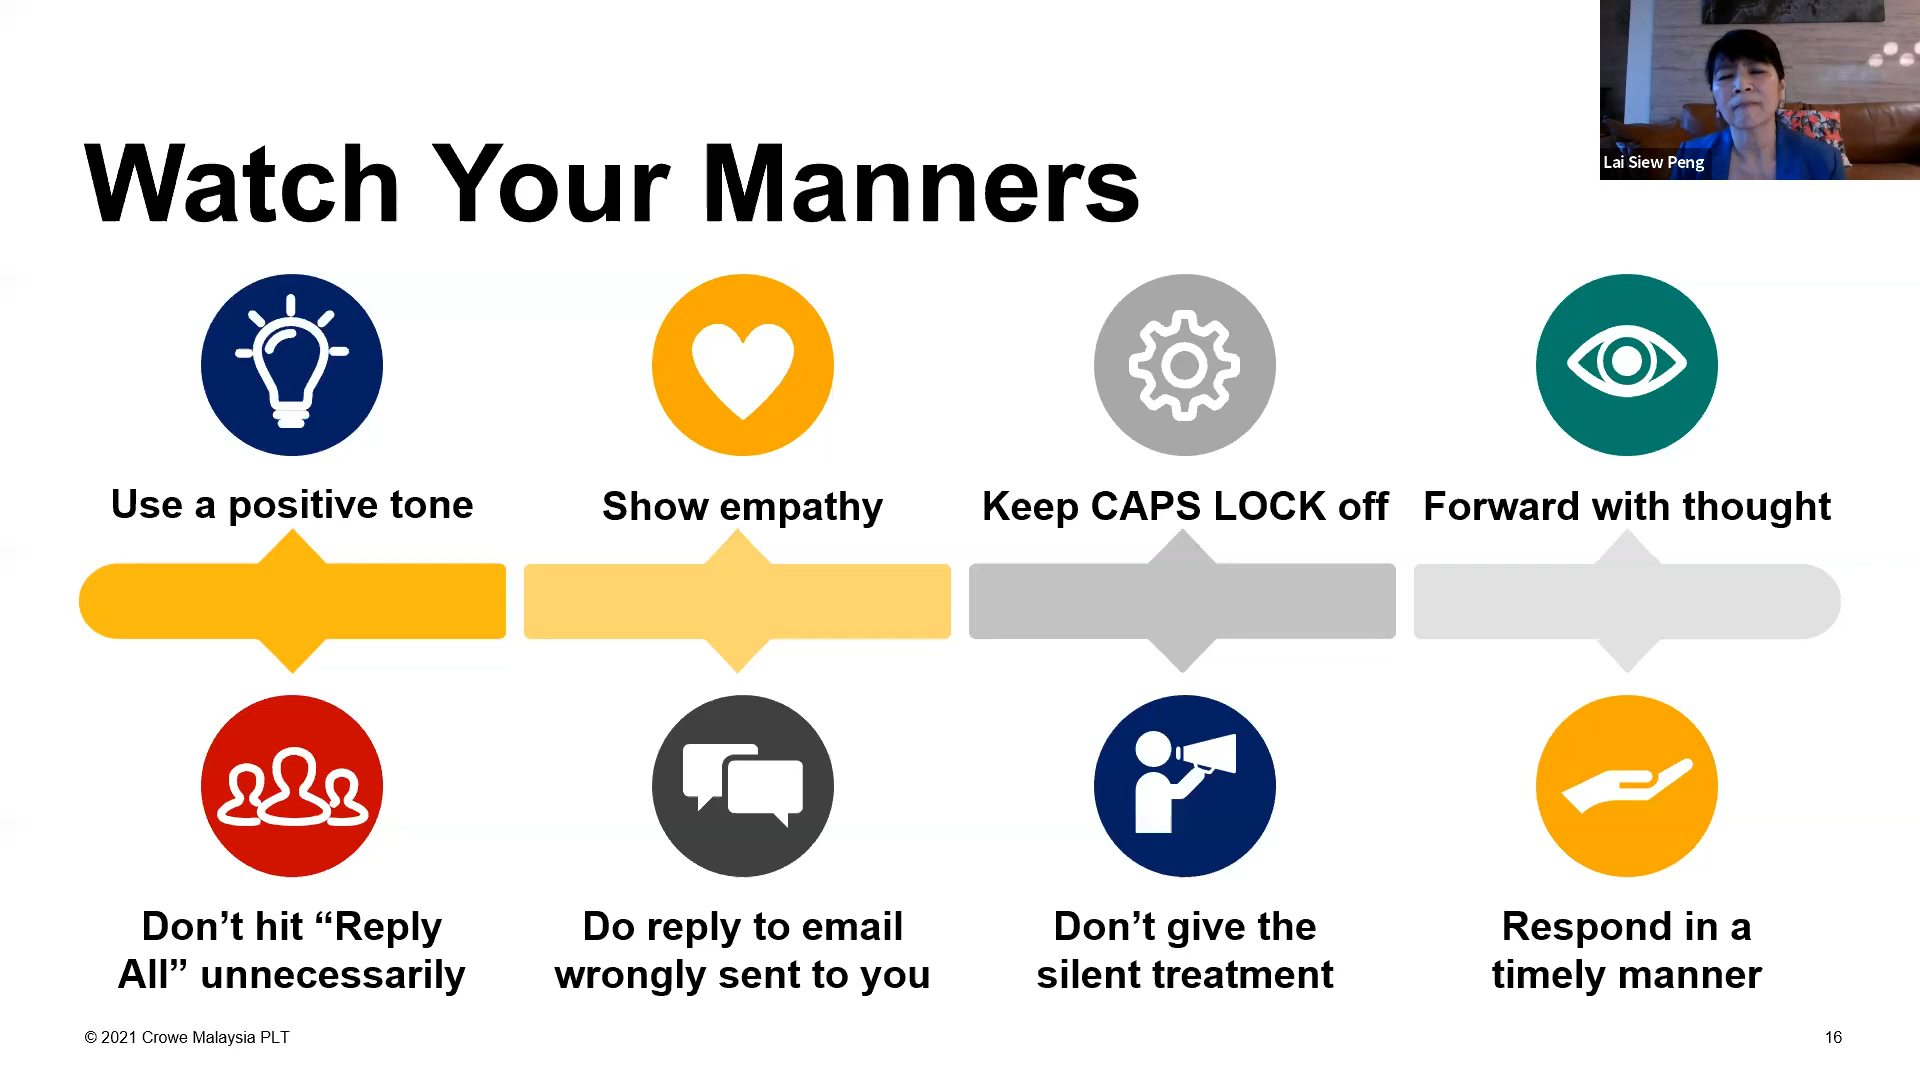 Lai Siew Peng
Watch Your Manners
Use a positive tone
Show empathy
Keep CAPS LOCK off
Forward with thought
Don’t hit “Reply
All” unnecessarily
Do reply to email
wrongly sent to you
Don’t give the
silent treatment
Respond in a
timely manner
© 2021 Crowe Malaysia PLT
16